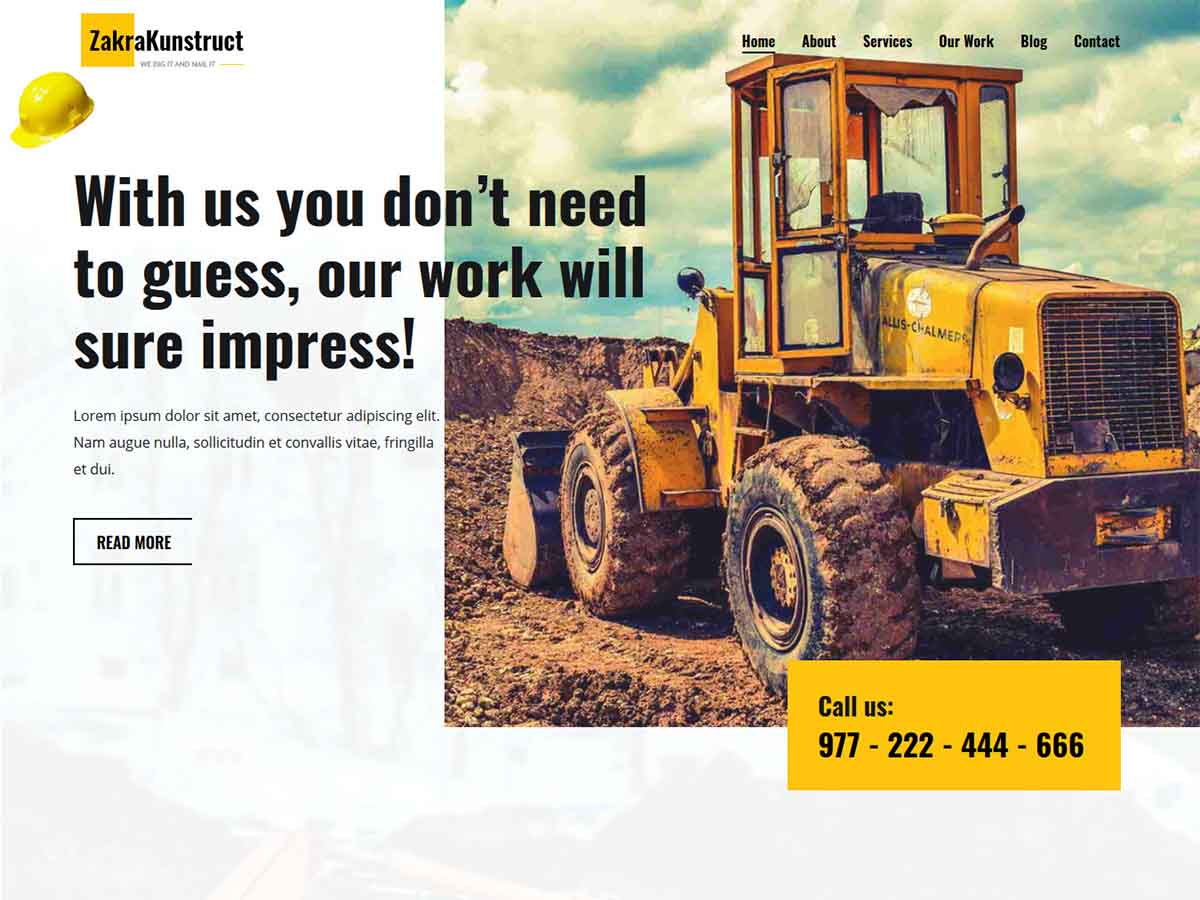 ZakraKunstruct
WE DIG IT AND NAIL IT
Home About Services Our Work Blog Contact
With us you don’t need
to guess, our work will
sure impress!
ALLIS-CHALMERS
Lorem ipsum dolor sit amet, consectetur adipiscing elit.
Nam augue nulla, sollicitudin et convallis vitae, fringilla
et dui.
READ MORE
Call us:
977 - 222 - 444 - 666